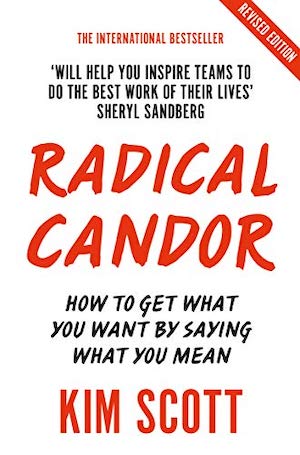 REVISED EDITION
THE INTERNATIONAL BESTSELLER
‘WILL HELP YOU INSPIRE TEAMS TO
DO THE BEST WORK OF THEIR LIVES’
SHERYL SANDBERG
RADICAL
CANDOR
HOW TO GET WHAT
YOU WANT BY SAYING
WHAT YOU MEAN
KIM SCOTT